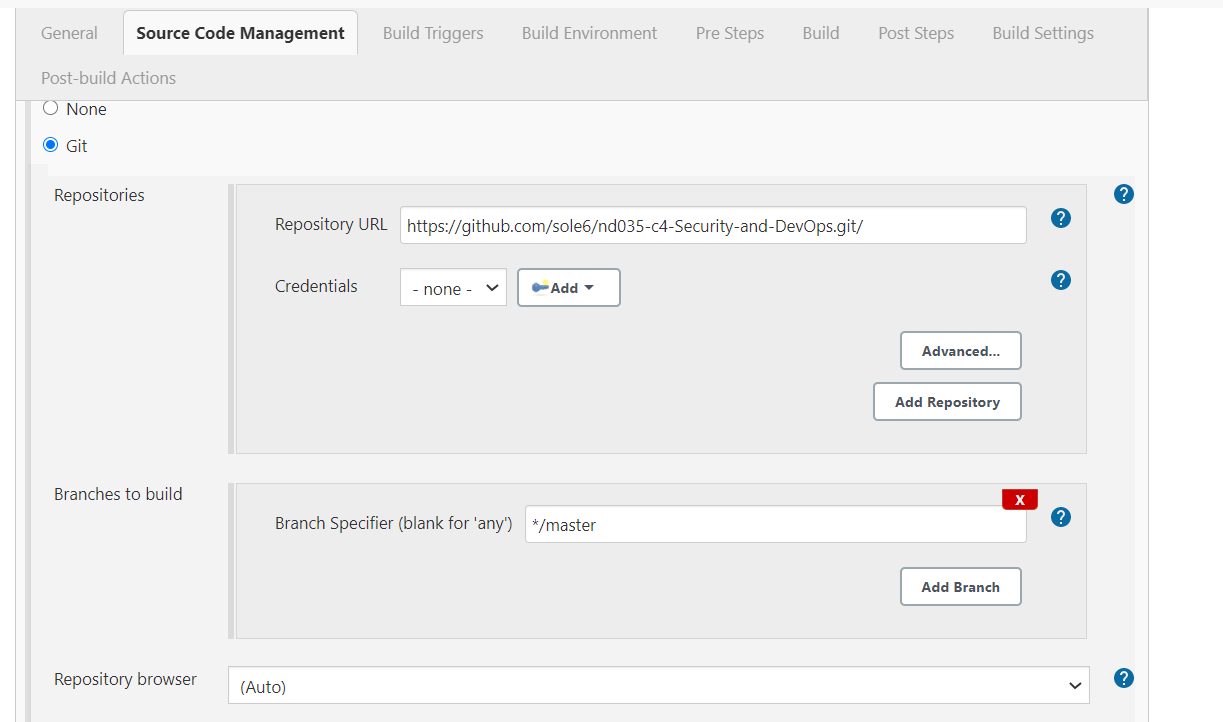 General Source Code Management Build Triggers Build Environment Pre Steps Build Post Steps Build Settings
Post-build Actions
None
Git
Repositories
?
Repository URL https://github.com/sole6/nd035-c4-Security-and-DevOps.git/ ?
Credentials - none - Add ?
Advanced...
Add Repository
Branches to build
X
Branch Specifier (blank for 'any') */master ?
Add Branch
Repository browser (Auto) ?